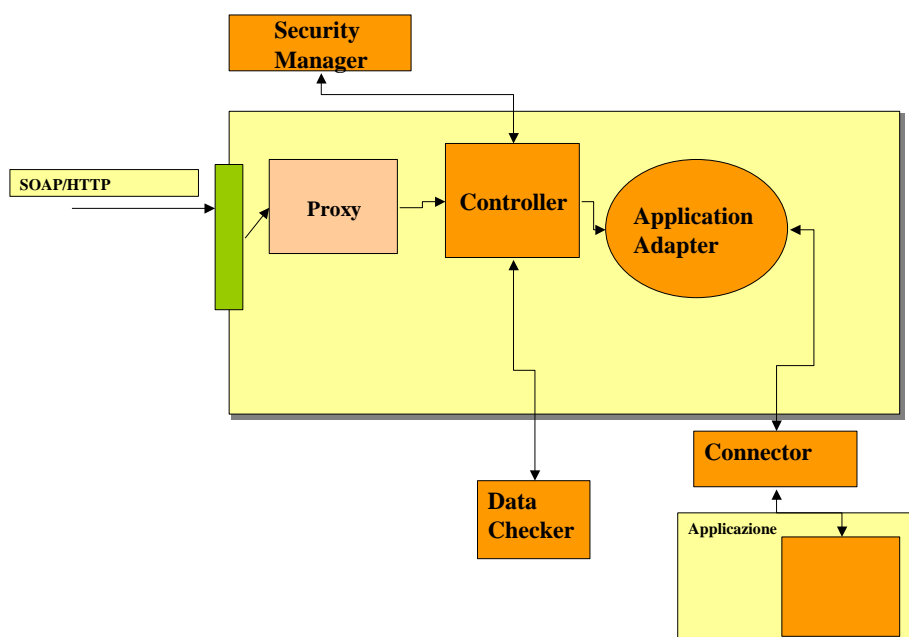 Security
Manager
SOAP/HTTP
Proxy
Controller
Application
Adapter
Connector
Data
Checker
Applicazione